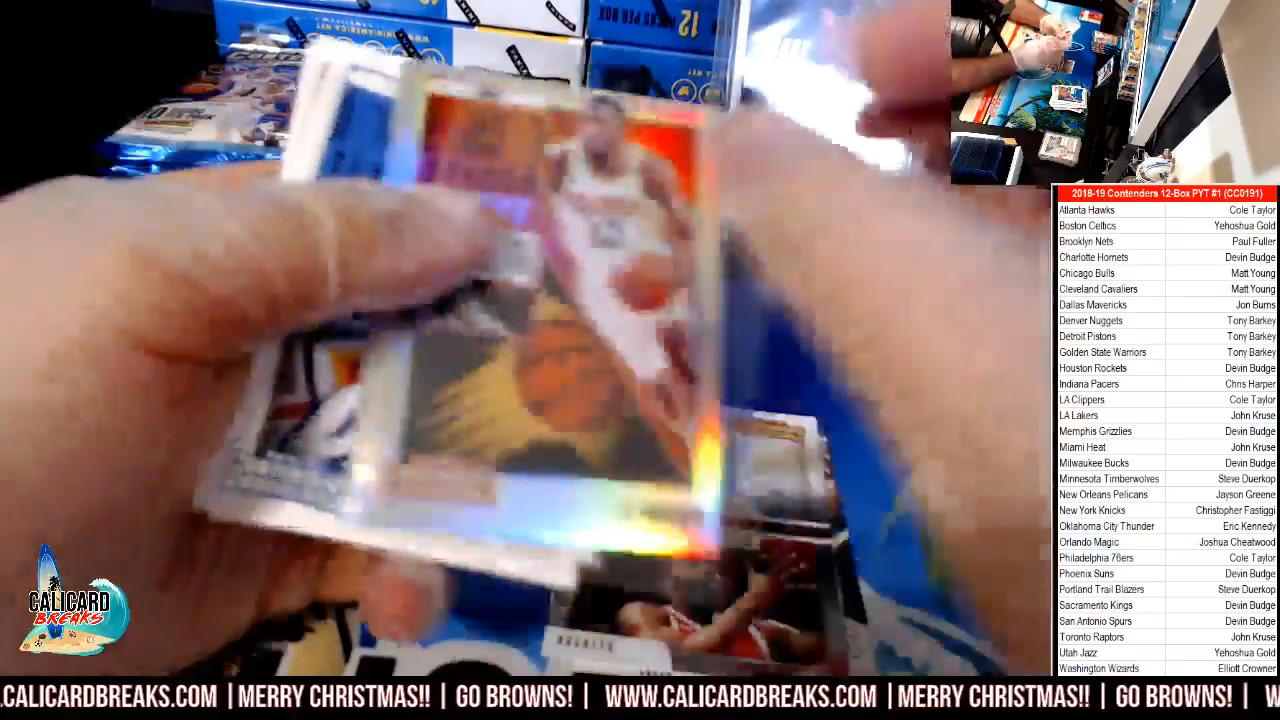 12
2018-19 Contenders 12-Box PYT #1 (CC0191)
Atlanta Hawks Cole Taylor
Boston Celtics Yehoshua Gold
Brooklyn Nets Paul Fuller
Charlotte Hornets Devin Budge
Chicago Bulls Matt Young
Cleveland Cavaliers Matt Young
Dallas Mavericks Jon Burns
Denver Nuggets Tony Barkey
Detroit Pistons Tony Barkey
Golden State Warriors Tony Barkey
Houston Rockets Devin Budge
Indiana Pacers Chris Harper
LA Clippers Cole Taylor
LA Lakers John Kruse
Memphis Grizzlies Devin Budge
Miami Heat John Kruse
Milwaukee Bucks Devin Budge
Minnesota Timberwolves Steve Duerkop
New Orleans Pelicans Jayson Greene
New York Knicks Christopher Fastiggi
Oklahoma City Thunder Eric Kennedy
Orlando Magic Joshua Cheatwood
Philadelphia 76ers Cole Taylor
Phoenix Suns Devin Budge
Portland Trail Blazers Steve Duerkop
Sacramento Kings Devin Budge
San Antonio Spurs Devin Budge
Toronto Raptors John Kruse
Utah Jazz Yehoshua Gold
Washington Wizards Elliott Crowner
CALICARD
BREAKS
.CALICARDBREAKS.COM | MERRY CHRISTMAS!! | GO BROWNS! | WWW.CALICARDBREAKS.COM | MERRY CHRISTMAS!! | GO BROWNS! | W